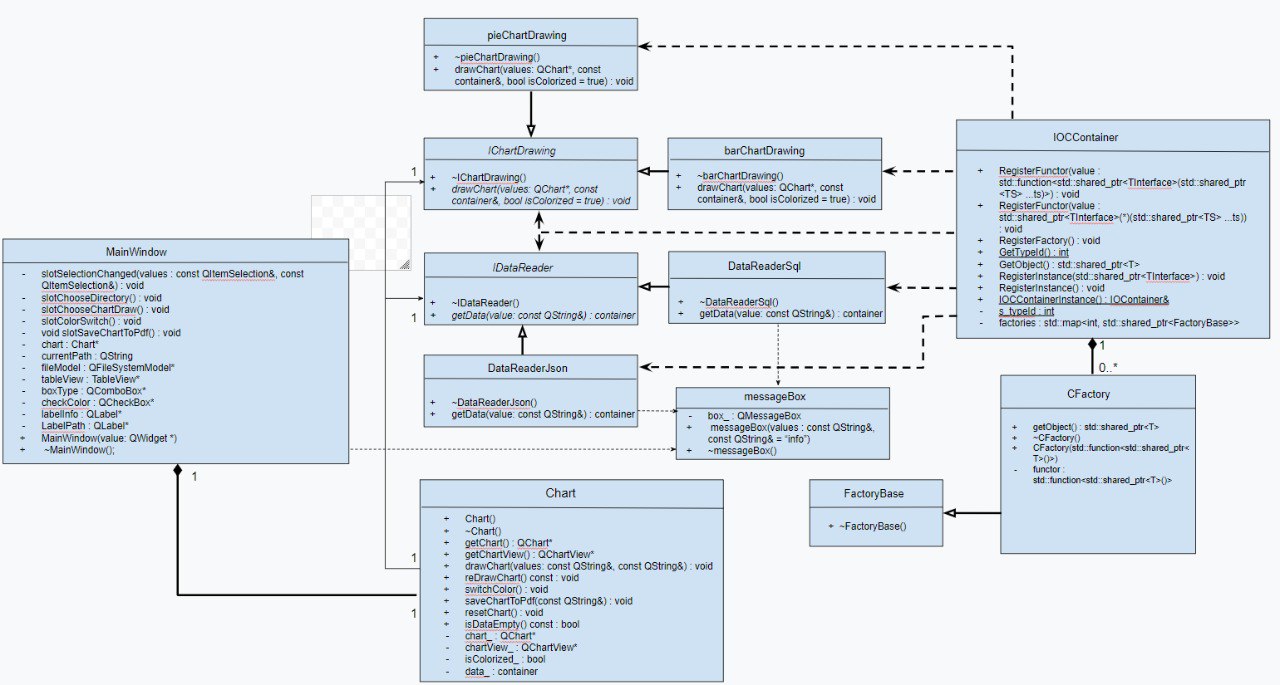 pieChartDrawing
+ ~pieChartDrawing()
+ drawChart(values: QChart*, const
container&, bool isColorized = true) : void
IChartDrawing
+ ~IChartDrawing()
+ drawChart(values: QChart*, const
container&, bool isColorized = true) : void
barChartDrawing
+ ~barChartDrawing()
+ drawChart(values: QChart*, const
container&, bool isColorized = true) : void
IOCContainer
+ RegisterFunctor(value :
std::function<std::shared_ptr<TInterface>(std::shared_ptr
<TS> ...ts)>) : void
+ RegisterFunctor(value :
std::shared_ptr<TInterface>(*)(std::shared_ptr<TS> ...ts))
: void
+ RegisterFactory() : void
+ GetTypeId() : int
+ GetObject() : std::shared_ptr<T>
+ RegisterInstance(std::shared_ptr<TInterface>) : void
+ RegisterInstance() : void
+ IOCContainerInstance() : IOContainer&
- s_typeId : int
- factories : std::map<int, std::shared_ptr<FactoryBase>>
1
0..*
MainWindow
- slotSelectionChanged(values : const QItemSelection&, const
QItemSelection&) : void
- slotChooseDirectory() : void
- slotChooseChartDraw() : void
- slotColorSwitch() : void
- void slotSaveChartToPdf() : void
- chart : Chart*
- currentPath : QString
- fileModel : QFileSystemModel*
- tableView : TableView*
- boxType : QComboBox*
- checkColor : QCheckBox*
- labelInfo : QLabel*
- LabelPath : QLabel*
+ MainWindow(value: QWidget *)
+ ~MainWindow();
1
1
1
IDataReader
+ ~IDataReader()
+ getData(value: const QString&) : container
DataReaderSql
+ ~DataReaderSql()
+ getData(value: const QString&) : container
DataReaderJson
+ ~DataReaderJson()
+ getData(value: const QString&) : container
messageBox
- box_ : QMessageBox
+ messageBox(values : const QString&,
const QString& = “info”)
+ ~messageBox()
CFactory
+ getObject() : std::shared_ptr<T>
+ ~CFactory()
+ CFactory(std::function<std::shared_ptr<
T>()>)
- functor :
std::function<std::shared_ptr<T>()>
FactoryBase
+ ~FactoryBase()
1
1
Chart
+ Chart()
+ ~Chart()
+ getChart() : QChart*
+ getChartView() : QChartView*
+ drawChart(values: const QString&, const QString&) : void
+ reDrawChart() const : void
+ switchColor() : void
+ saveChartToPdf(const QString&) : void
+ resetChart() : void
+ isDataEmpty() const : bool
- chart_ : QChart*
- chartView_ : QChartView*
- isColorized_ : bool
- data_ : container